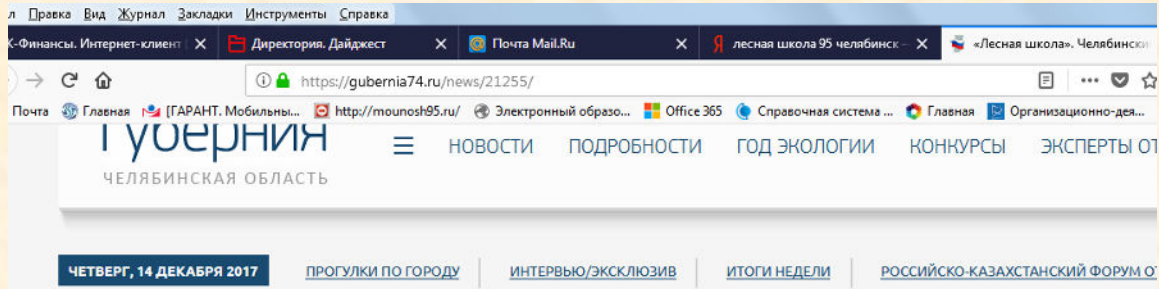 л Правка Вид Журнал Закладки Инструменты Справка
К-Финансы. Интернет-клиент Директория. Дайджест Почта Mail.Ru лесная школа 95 челябинск – «Лесная школа». Челябински
https://gubernia74.ru/news/21255/
Почта Главная [ГАРАНТ. Мобильны... http://mounosh95.ru/ Электронный образо... Office 365 Справочная система ... Главная Организационно-дея...
Губерния НОВОСТИ ПОДРОБНОСТИ ГОД ЭКОЛОГИИ КОНКУРСЫ ЭКСПЕРТЫ ОТ
ЧЕЛЯБИНСКАЯ ОБЛАСТЬ
ЧЕТВЕРГ, 14 ДЕКАБРЯ 2017 ПРОГУЛКИ ПО ГОРОДУ ИНТЕРВЬЮ/ЭКСКЛЮЗИВ ИТОГИ НЕДЕЛИ РОССИЙСКО-КАЗАХСТАНСКИЙ ФОРУМ ОТ